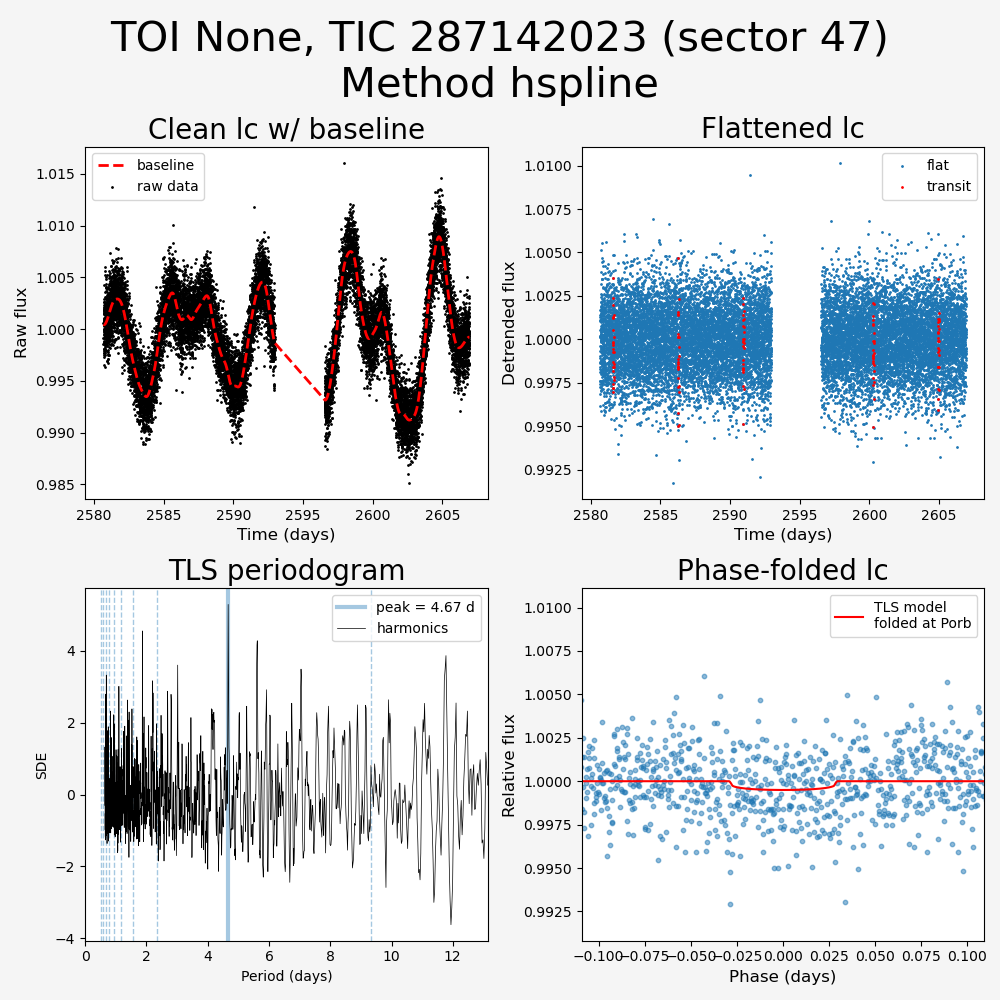 TOI None, TIC 287142023 (sector 47)
Method hspline
Clean lc w/ baseline
baseline
raw data
1.015
1.010
1.005
1.000
0.995
0.990
0.985
Raw flux
2580
2585
2590
2595
2600
2605
Time (days)
Flattened lc
flat
transit
1.0100
1.0075
1.0050
1.0025
1.0000
0.9975
0.9950
0.9925
Detrended flux
2580
2585
2590
2595
2600
2605
Time (days)
TLS periodogram
peak = 4.67 d
harmonics
4
2
0
−2
−4
SDE
0
2
4
6
8
10
12
Period (days)
Phase-folded lc
TLS model
folded at Porb
1.0100
1.0075
1.0050
1.0025
1.0000
0.9975
0.9950
0.9925
Relative flux
−0.100
−0.075
−0.050
−0.025
0.000
0.025
0.050
0.075
0.100
Phase (days)